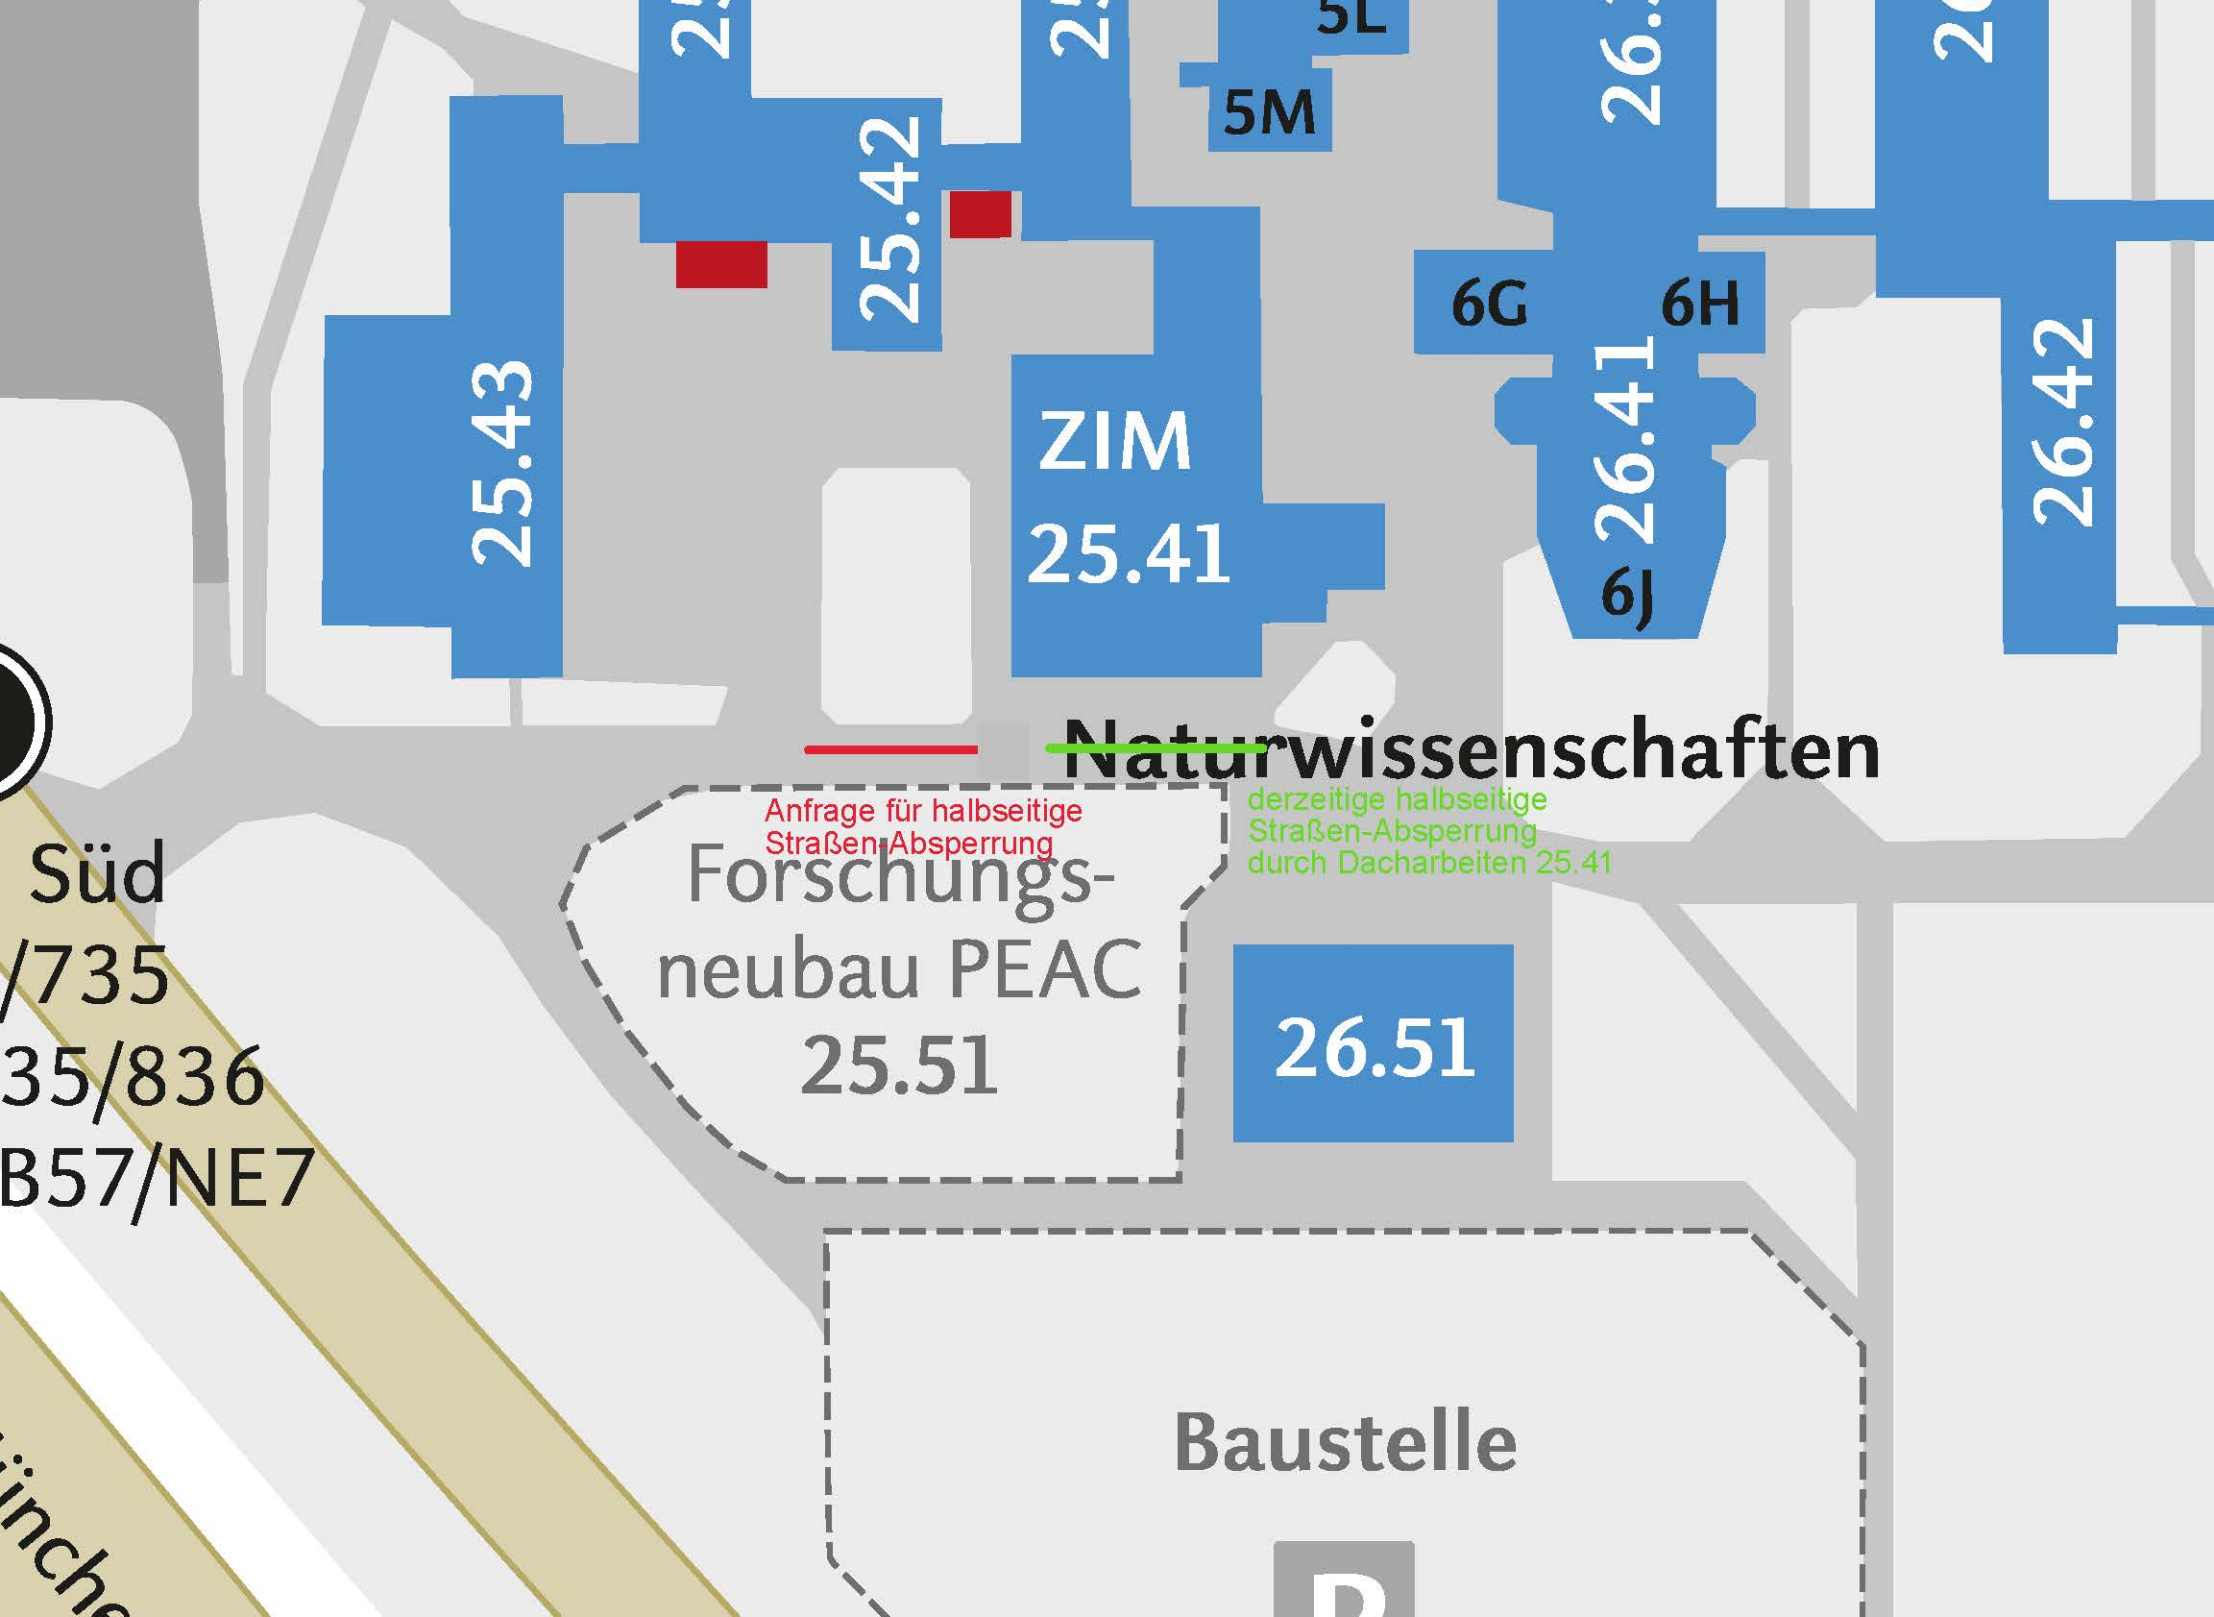 5L
5M
25.42
6G
6H
25.43
ZIM
25.41
26.41
26.42
6J
Naturwissenschaften
Anfrage für halbseitige
Straßen-Absperrung
derzeitige halbseitige
Straßen-Absperrung
durch Dacharbeiten 25.41
Süd
/735
35/836
B57/NE7
Forschungs-
neubau PEAC
25.51
26.51
Baustelle
P